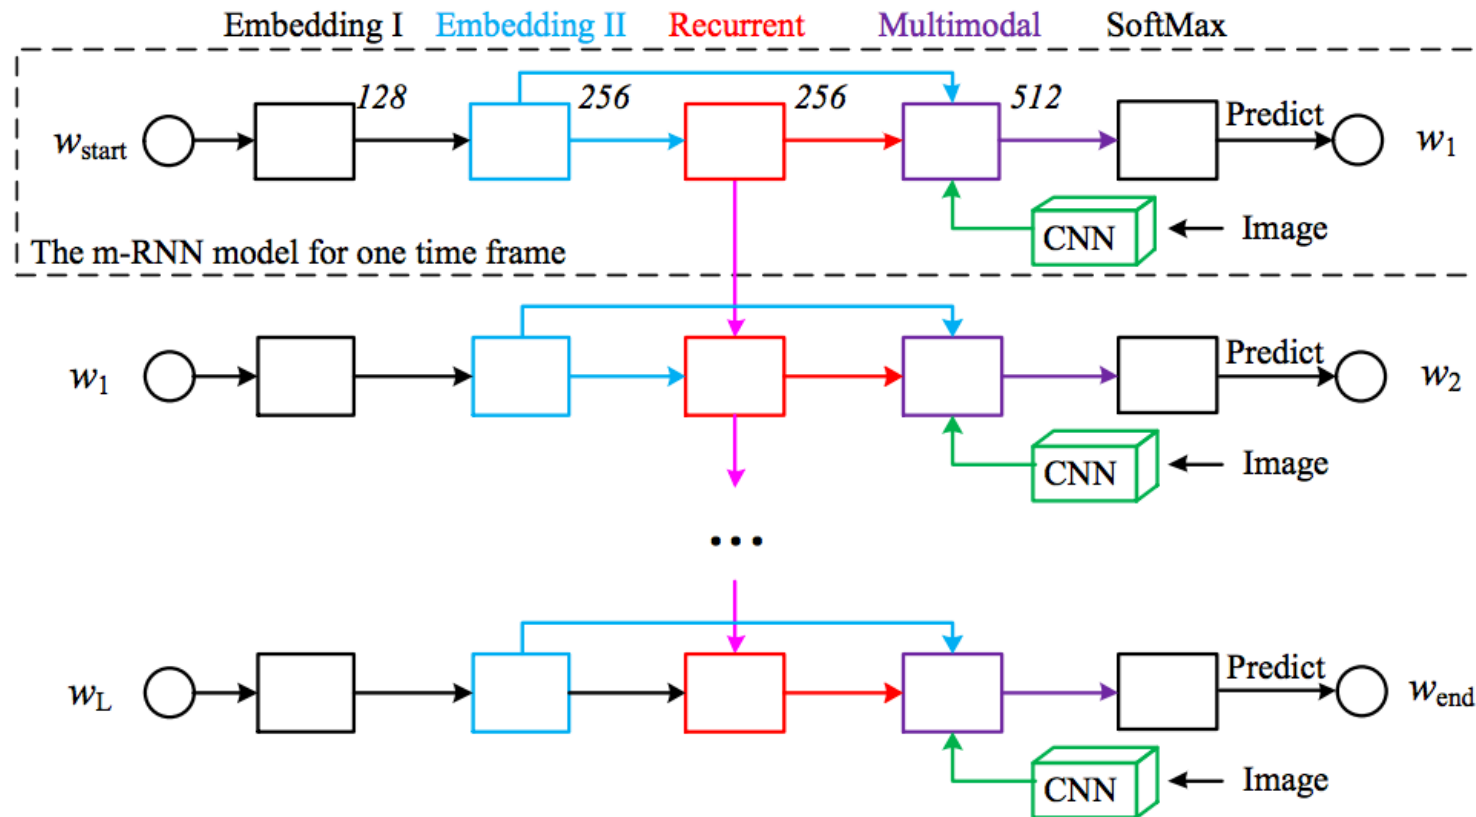 Embedding I Embedding II Recurrent Multimodal SoftMax
128 256 256 512
w_start Predict w_1
CNN Image
The m-RNN model for one time frame
w_1 Predict w_2
CNN Image
...
w_L Predict w_end
CNN Image